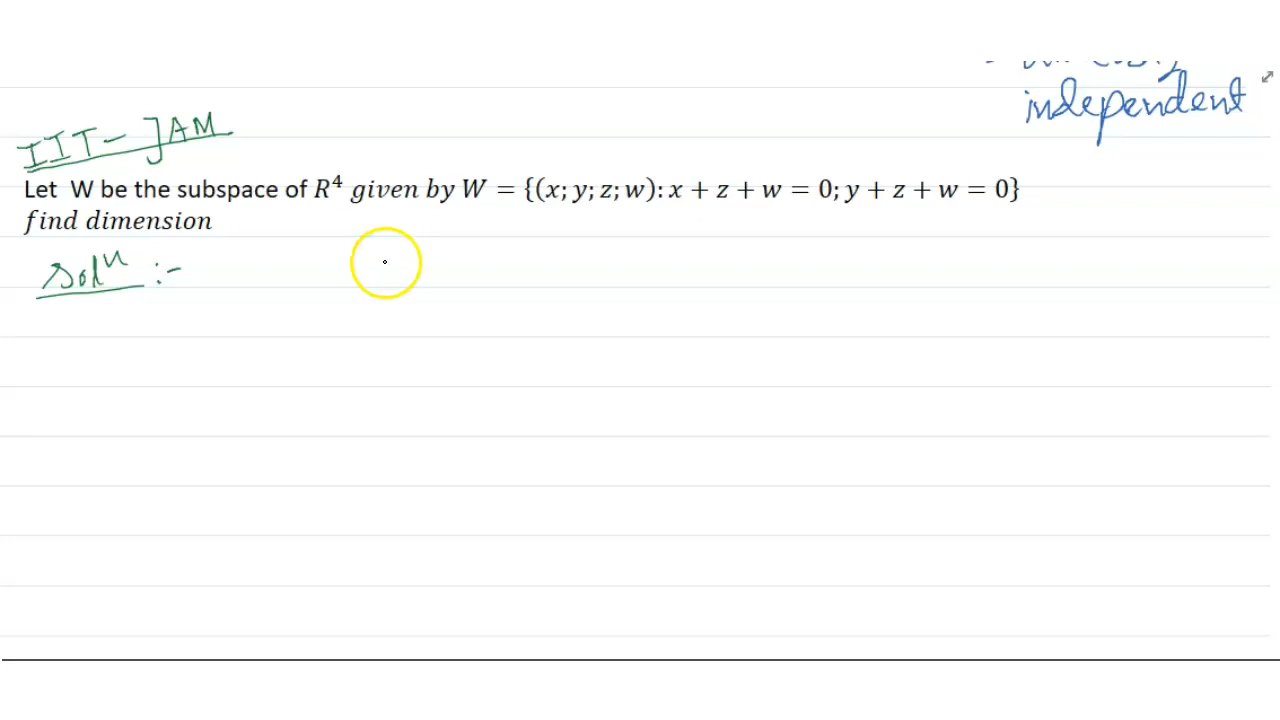 independent
IIT-JAM
Let W be the subspace of R⁴ given by W = {(x; y; z; w): x + z + w = 0; y + z + w = 0}
find dimension
Solⁿ :-